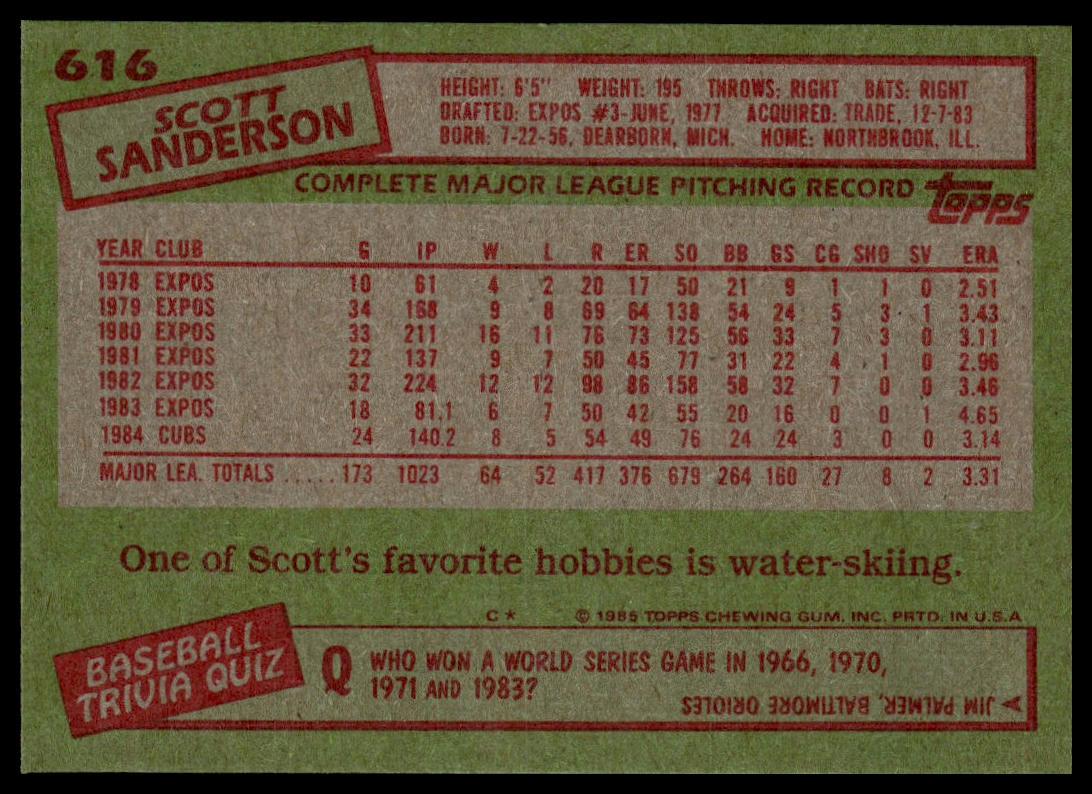 616
SCOTT
SANDERSON
HEIGHT: 6'5" WEIGHT: 195 THROWS: RIGHT BATS: RIGHT
DRAFTED: EXPOS #3-JUNE, 1977 ACQUIRED: TRADE, 12-7-83
BORN: 7-22-56, DEARBORN, MICH. HOME: NORTHBROOK, ILL.
COMPLETE MAJOR LEAGUE PITCHING RECORD topps
YEAR CLUB G IP W L R ER SO BB GS CG SHO SV ERA
1978 EXPOS 10 61 4 2 20 17 50 21 9 1 1 0 2.51
1979 EXPOS 34 168 9 8 69 64 138 54 24 5 3 1 3.43
1980 EXPOS 33 211 16 11 76 73 125 56 33 7 3 0 3.11
1981 EXPOS 22 137 9 7 50 45 77 31 22 4 1 0 2.96
1982 EXPOS 32 224 12 12 98 86 158 58 32 7 0 0 3.46
1983 EXPOS 18 81.1 6 7 50 42 55 20 16 0 0 1 4.65
1984 CUBS 24 140.2 8 5 54 49 76 24 24 3 0 0 3.14
MAJOR LEA. TOTALS ......173 1023 64 52 417 376 679 264 160 27 8 2 3.31
One of Scott's favorite hobbies is water-skiing.
C* © 1985 TOPPS CHEWING GUM, INC. PRTD. IN U.S.A
BASEBALL
TRIVIA QUIZ
Q WHO WON A WORLD SERIES GAME IN 1966, 1970,
1971 AND 1983?
A JIM PALMER, BALTIMORE ORIOLES